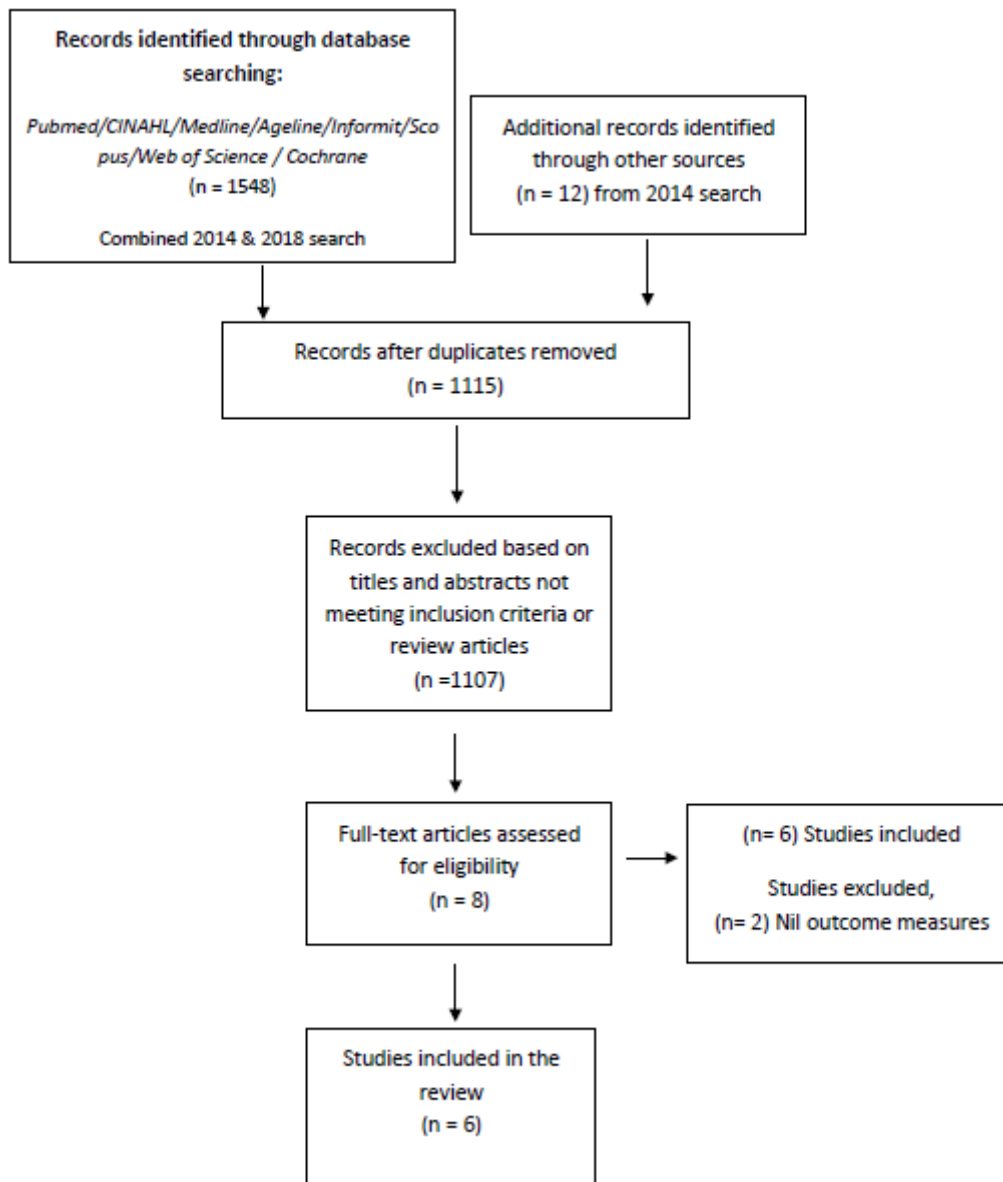 Records identified through database
searching:
Pubmed/CINAHL/Medline/Ageline/Informit/Sco
pus/Web of Science / Cochrane
(n = 1548)
Combined 2014 & 2018 search
Additional records identified
through other sources
(n = 12) from 2014 search
Records after duplicates removed
(n = 1115)
Records excluded based on
titles and abstracts not
meeting inclusion criteria or
review articles
(n =1107)
Full-text articles assessed
for eligibility
(n = 8)
(n= 6) Studies included
Studies excluded,
(n= 2) Nil outcome measures
Studies included in the
review
(n = 6)